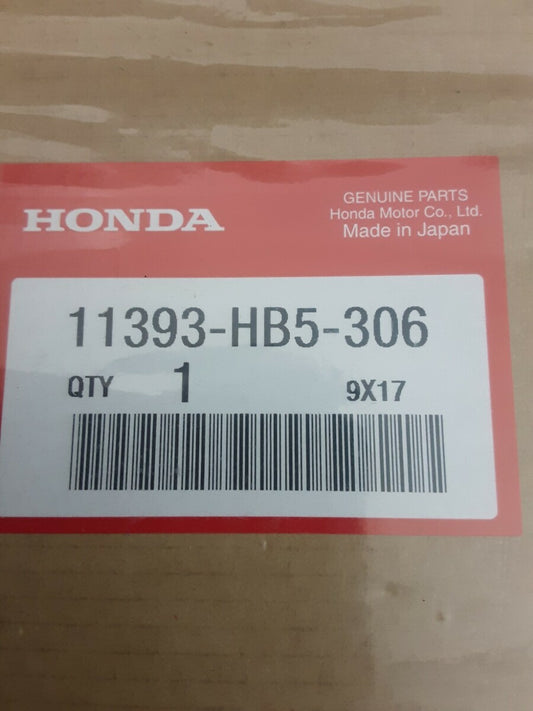 HONDA
GENUINE PARTS
Honda Motor Co., Ltd.
Made in Japan
11393-HB5-306
QTY 1 9X17